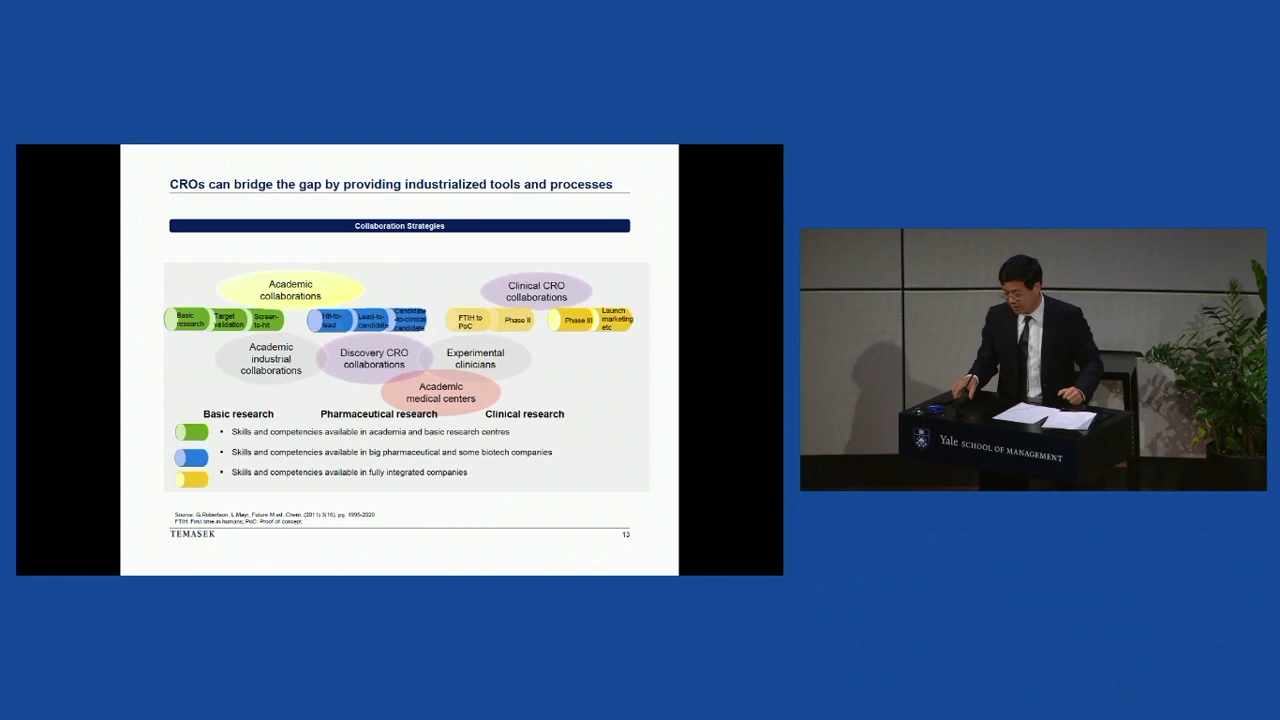 CROs can bridge the gap by providing industrialized tools and processes
Collaboration Strategies
Academic
collaborations
Clinical CRO
collaborations
Basic
research
Target
validation
Screen-
to-hit
Hit-to-
lead
Lead-to-
candidate
Candidate
-to-clinical
candidate
FTIH to
PoC
Phase II
Phase III
Launch
marketing
etc
Academic
industrial
collaborations
Discovery CRO
collaborations
Experimental
clinicians
Academic
medical centers
Basic research
Pharmaceutical research
Clinical research
• Skills and competencies available in academia and basic research centres
• Skills and competencies available in big pharmaceutical and some biotech companies
• Skills and competencies available in fully integrated companies
Source: G.Robertson, L.Mayr, Future Med. Chem. (2011) 3(16), pg. 1995-2020
FTIH: First time in humans; PoC: Proof of concept.
TEMASEK
13
Yale SCHOOL OF MANAGEMENT